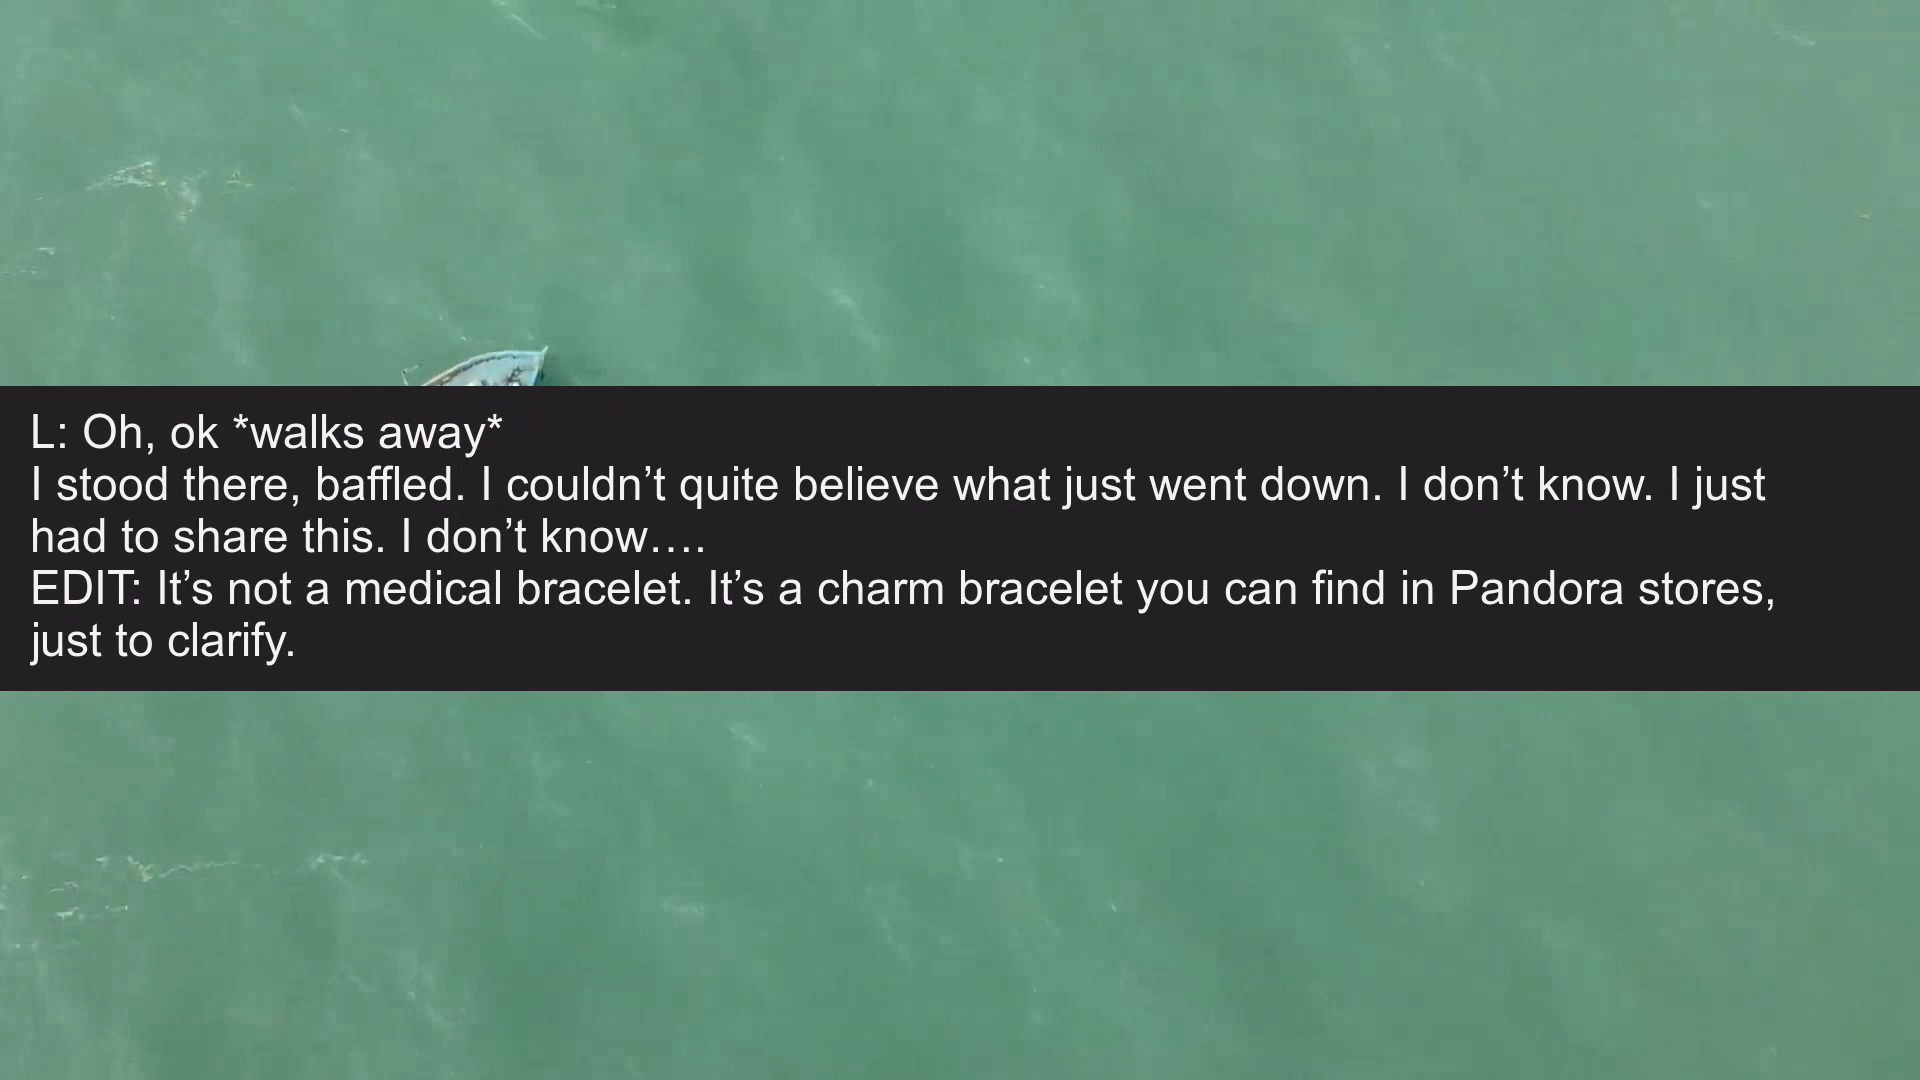 L: Oh, ok *walks away*
I stood there, baffled. I couldn’t quite believe what just went down. I don’t know. I just
had to share this. I don’t know….
EDIT: It’s not a medical bracelet. It’s a charm bracelet you can find in Pandora stores,
just to clarify.